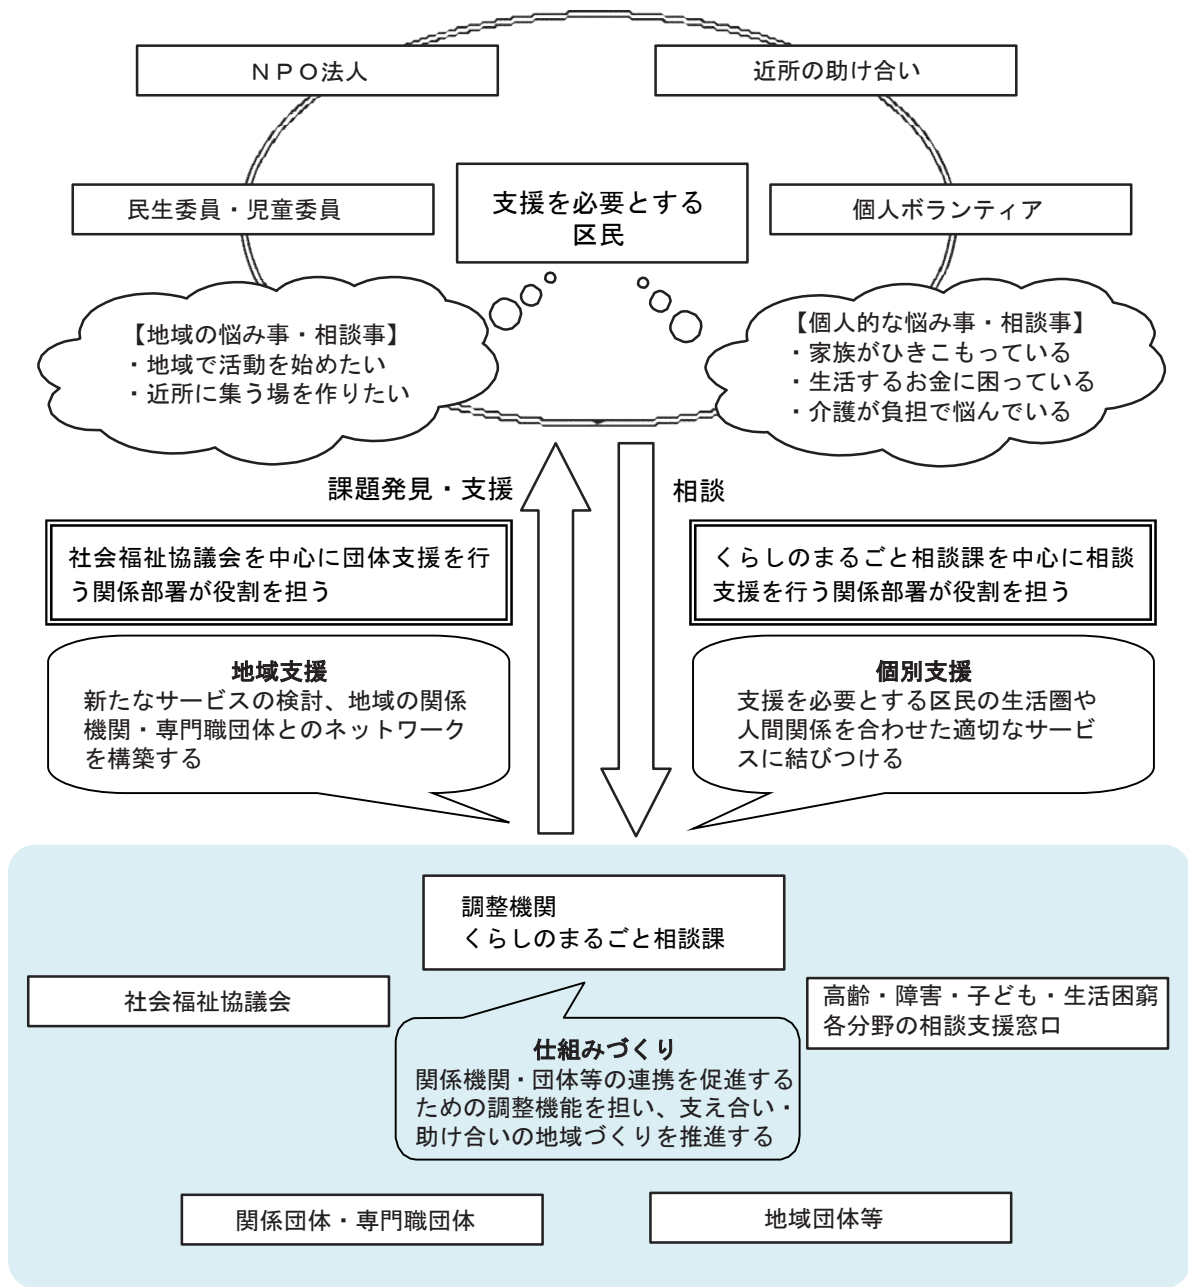 ＮＰＯ法人
近所の助け合い
民生委員・児童委員
支援を必要とする
区民
個人ボランティア
【地域の悩み事・相談事】
・地域で活動を始めたい
・近所に集う場を作りたい
【個人的な悩み事・相談事】
・家族がひきこもっている
・生活するお金に困っている
・介護が負担で悩んでいる
課題発見・支援
相談
社会福祉協議会を中心に団体支援を行
う関係部署が役割を担う
くらしのまるごと相談課を中心に相談
支援を行う関係部署が役割を担う
地域支援
新たなサービスの検討、地域の関係
機関・専門職団体とのネットワーク
を構築する
個別支援
支援を必要とする区民の生活圏や
人間関係を合わせた適切なサービ
スに結びつける
調整機関
くらしのまるごと相談課
社会福祉協議会
高齢・障害・子ども・生活困窮
各分野の相談支援窓口
仕組みづくり
関係機関・団体等の連携を促進する
ための調整機能を担い、支え合い・
助け合いの地域づくりを推進する
関係団体・専門職団体
地域団体等